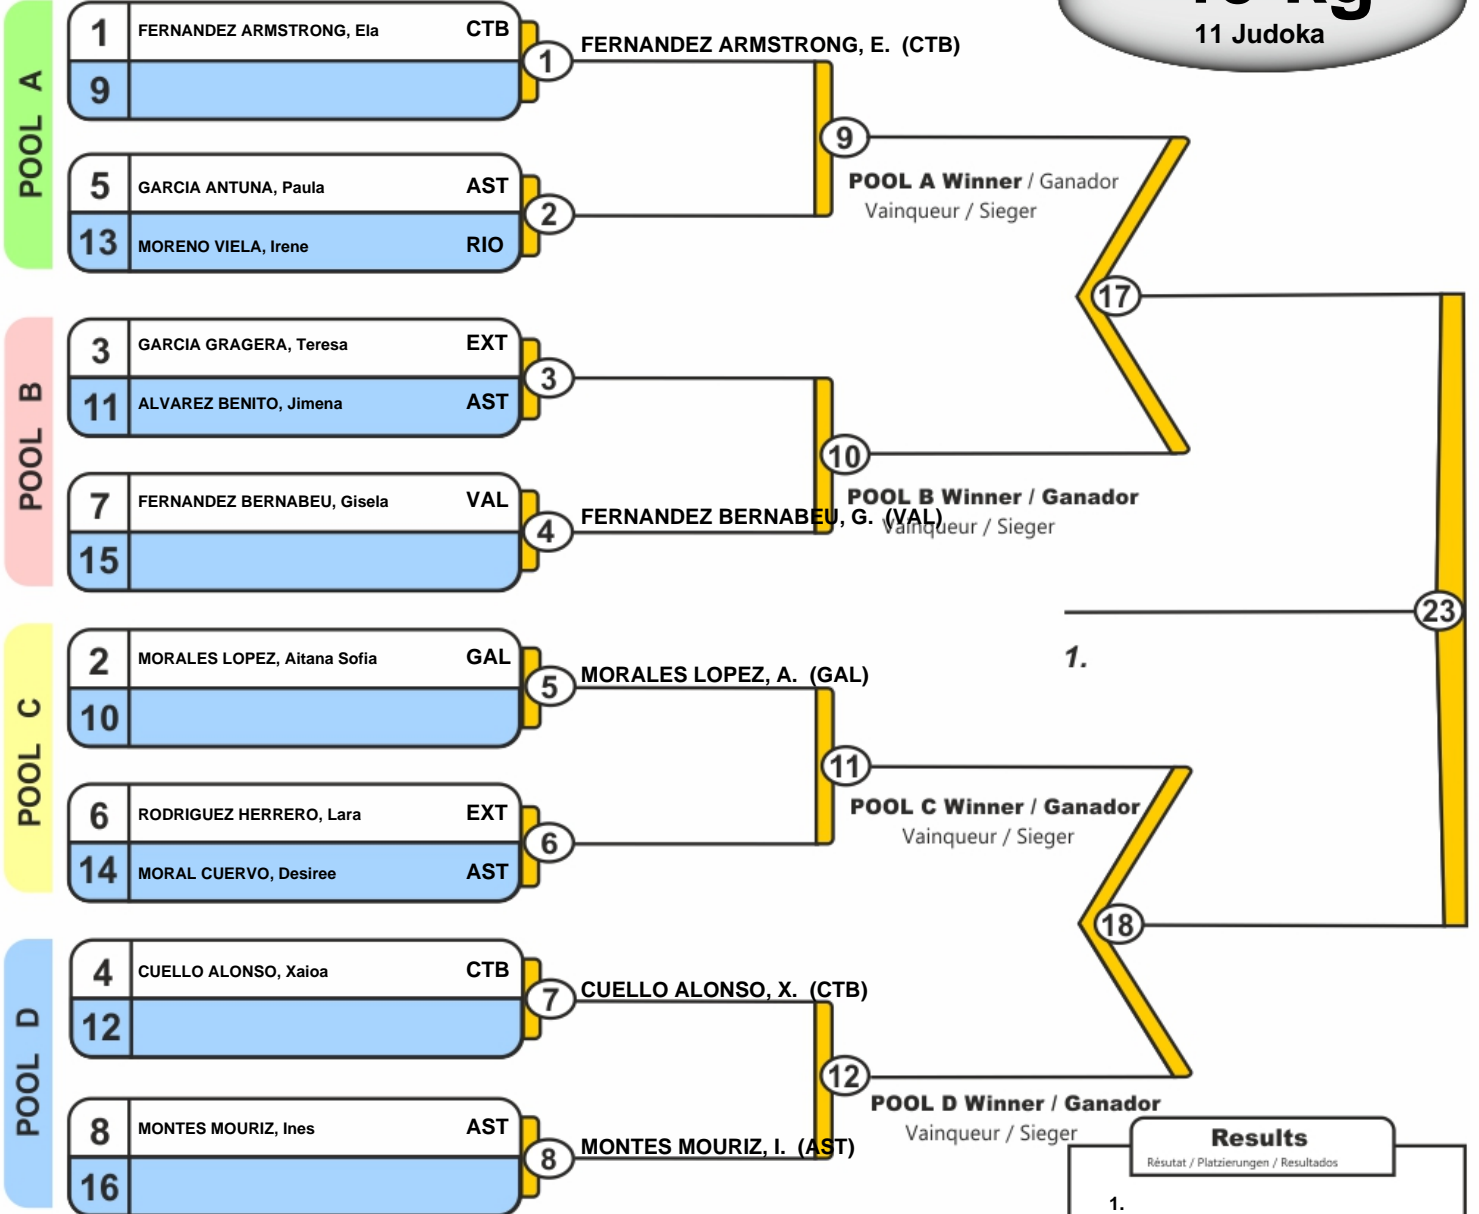 11 Judoka
POOL A
1 FERNANDEZ ARMSTRONG, Ela CTB
9
1
FERNANDEZ ARMSTRONG, E. (CTB)
5 GARCIA ANTUNA, Paula AST
13 MORENO VIELA, Irene RIO
2
9
POOL A Winner / Ganador
Vainqueur / Sieger
POOL B
3 GARCIA GRAGERA, Teresa EXT
11 ALVAREZ BENITO, Jimena AST
3
7 FERNANDEZ BERNABEU, Gisela VAL
15
4
FERNANDEZ BERNABEU, G. (VAL)
10
POOL B Winner / Ganador
Vainqueur / Sieger
17
POOL C
2 MORALES LOPEZ, Aitana Sofia GAL
10
5
MORALES LOPEZ, A. (GAL)
6 RODRIGUEZ HERRERO, Lara EXT
14 MORAL CUERVO, Desiree AST
6
11
POOL C Winner / Ganador
Vainqueur / Sieger
23
1.
POOL D
4 CUELLO ALONSO, Xaioa CTB
12
7
CUELLO ALONSO, X. (CTB)
8 MONTES MOURIZ, Ines AST
16
8
MONTES MOURIZ, I. (AST)
12
POOL D Winner / Ganador
Vainqueur / Sieger
18
Results
Résutat / Platzierungen / Resultados
1.